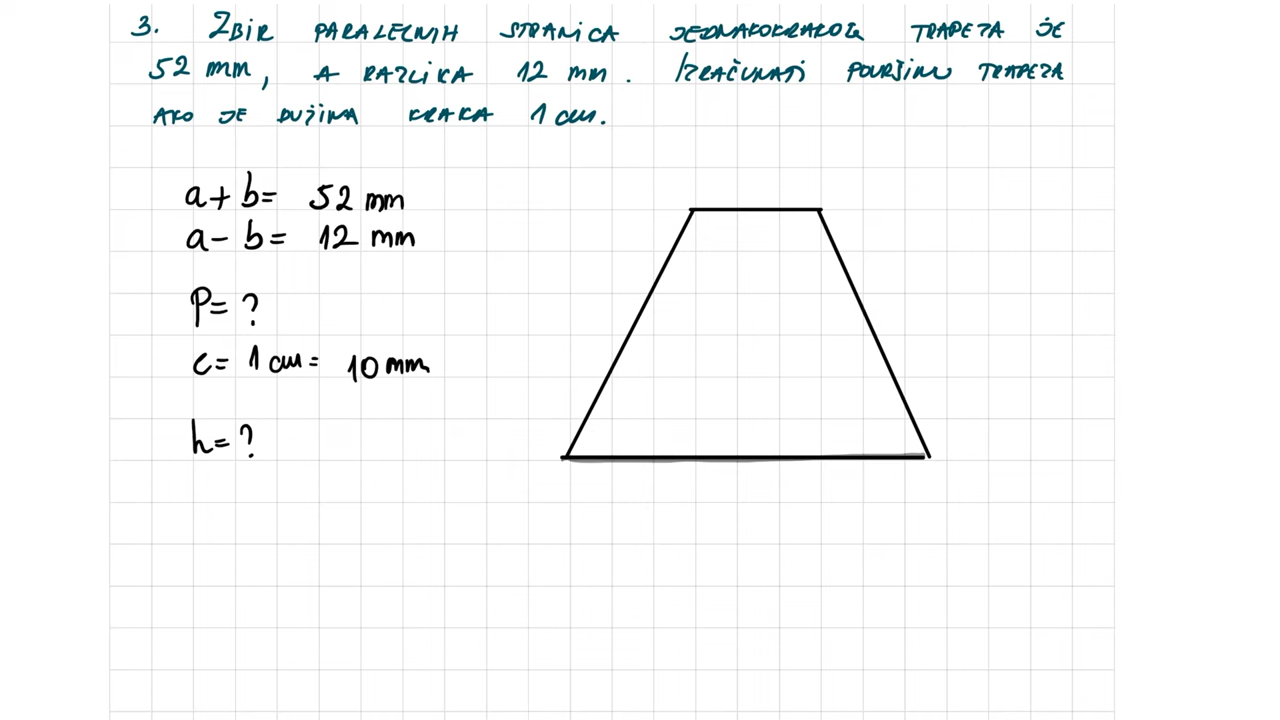 3. ZBIR PARALELNIH STRANICA JEDNAKOKRAKOG TRAPEZA JE
52 mm, A RAZLIKA 12 mm. IZRAČUNATI POVRŠINU TRAPEZA
AKO JE DUŽINA KRAKA 1 cm.
a + b = 52 mm
a - b = 12 mm
P = ?
c = 1 cm = 10 mm
h = ?